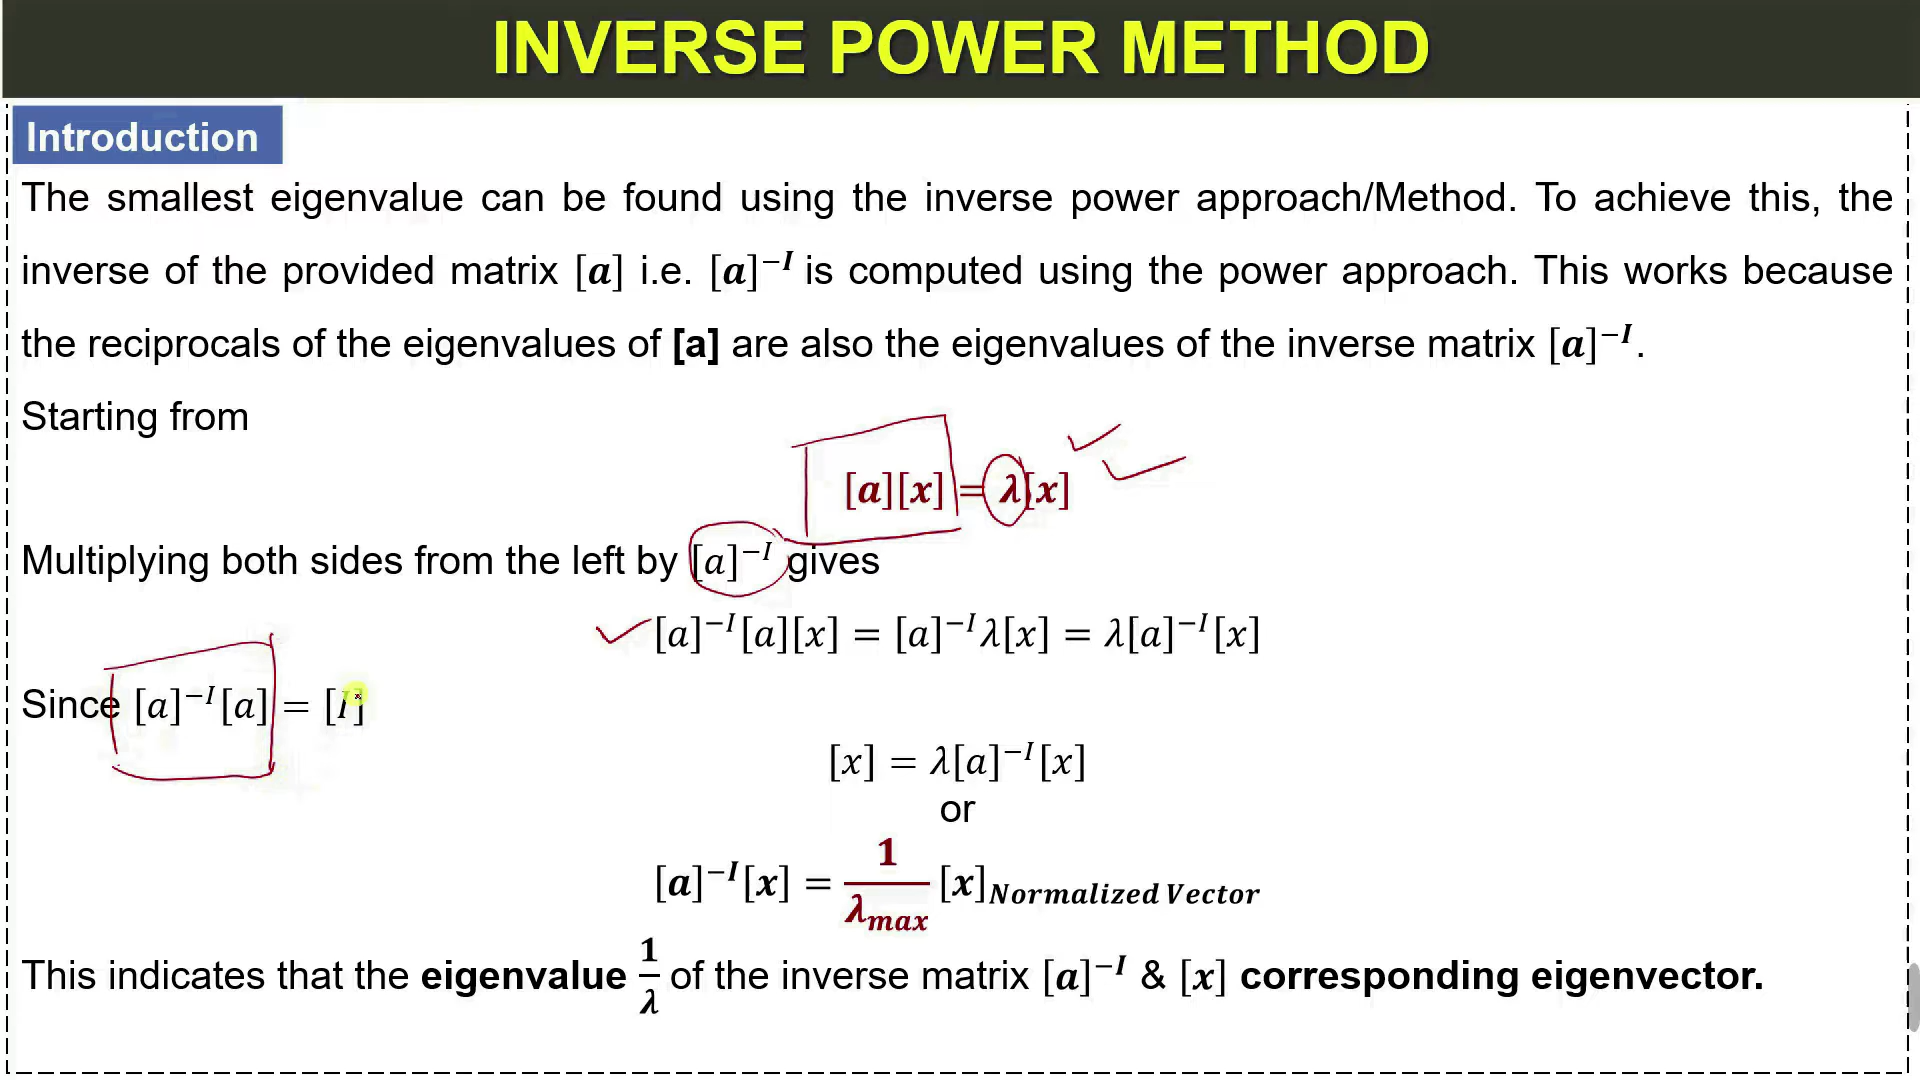 INVERSE POWER METHOD
Introduction
The smallest eigenvalue can be found using the inverse power approach/Method. To achieve this, the
inverse of the provided matrix [a] i.e. [a]⁻ᴵ is computed using the power approach. This works because
the reciprocals of the eigenvalues of [a] are also the eigenvalues of the inverse matrix [a]⁻ᴵ.
Starting from
[a][x] = λ[x]
Multiplying both sides from the left by [a]⁻ᴵ gives
[a]⁻ᴵ[a][x] = [a]⁻ᴵλ[x] = λ[a]⁻ᴵ[x]
Since [a]⁻ᴵ[a] = [I]
[x] = λ[a]⁻ᴵ[x]
or
[a]⁻ᴵ[x] = 1/λmax [x]Normalized Vector
This indicates that the eigenvalue 1/λ of the inverse matrix [a]⁻ᴵ & [x] corresponding eigenvector.